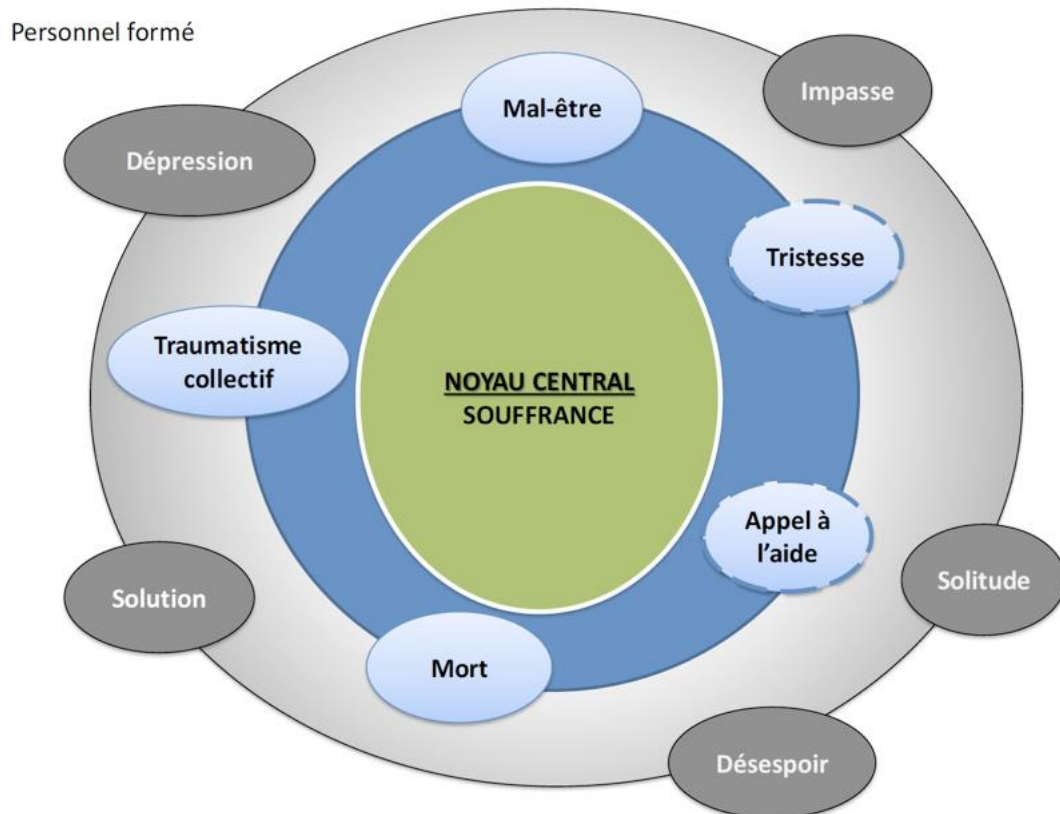 Personnel formé
Impasse
Mal-être
Dépression
Tristesse
Traumatisme
collectif
NOYAU CENTRAL
SOUFFRANCE
Appel à
l'aide
Solution
Solitude
Mort
Désespoir